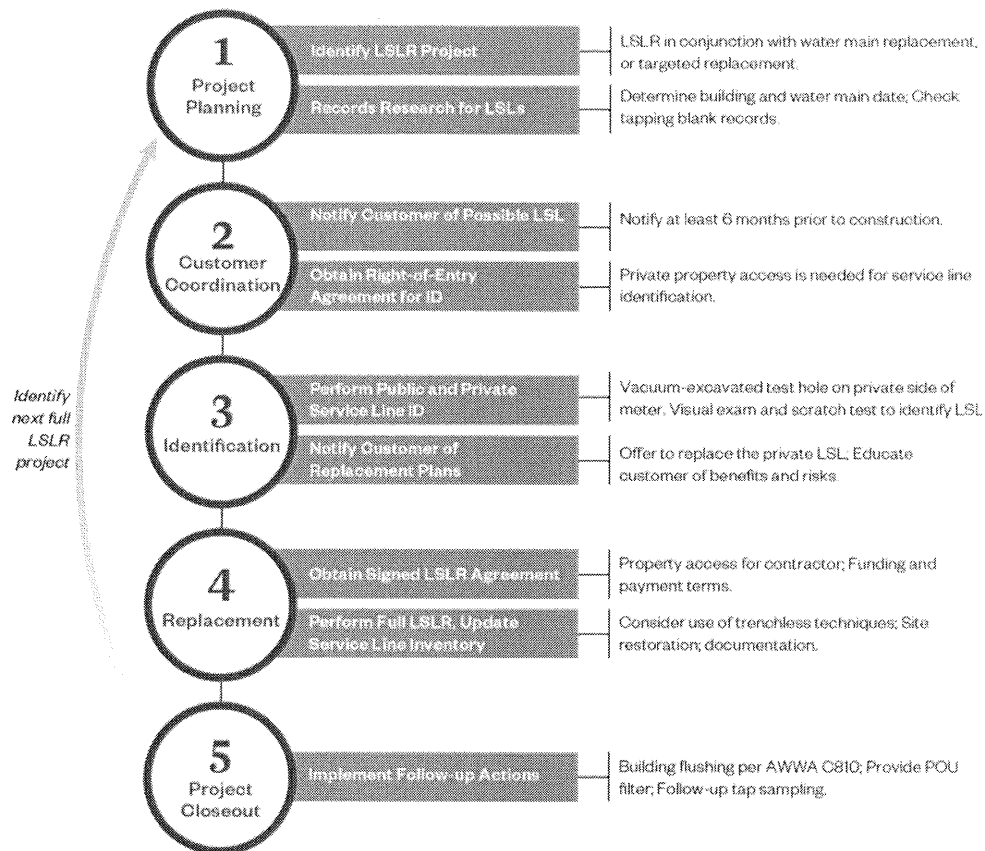 1
Project
Planning
Identify LSLR Project
LSLR in conjunction with water main replacement,
or targeted replacement.
Records Research for LSLs
Determine building and water main date; Check
tapping blank records.
2
Customer
Coordination
Notify Customer of Possible LSL
Notify at least 6 months prior to construction.
Obtain Right-of-Entry
Agreement for ID
Private property access is needed for service line
identification.
Identify
next full
LSLR
project
3
Identification
Perform Public and Private
Service Line ID
Vacuum-excavated test hole on private side of
meter. Visual exam and scratch test to identify LSL
Notify Customer of
Replacement Plans
Offer to replace the private LSL; Educate
customer of benefits and risks.
4
Replacement
Obtain Signed LSLR Agreement
Property access for contractor; Funding and
payment terms.
Perform Full LSLR, Update
Service Line Inventory
Consider use of trenchless techniques; Site
restoration; documentation.
5
Project
Closeout
Implement Follow-up Actions
Building flushing per AWWA C810; Provide POU
filter; Follow-up tap sampling.